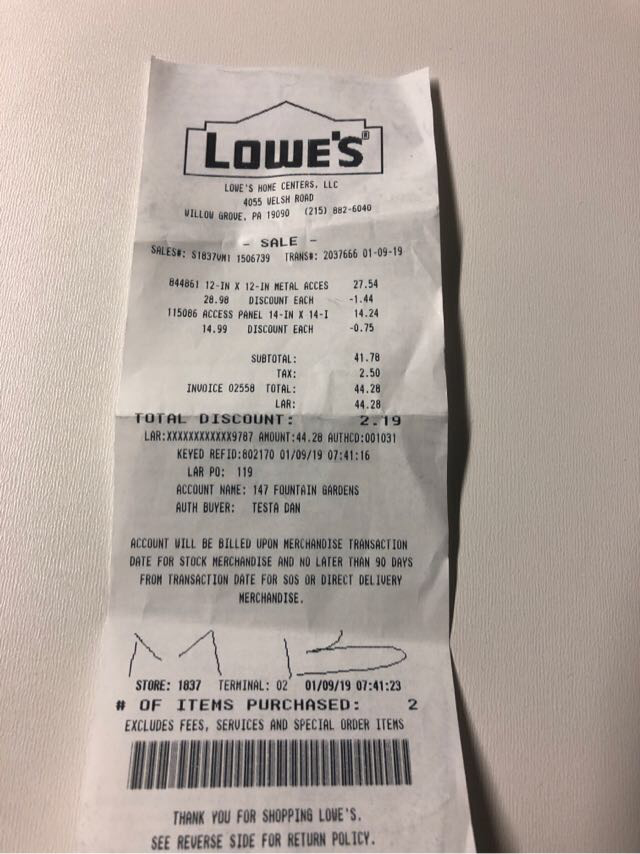 LOWE'S®
LOWE'S HOME CENTERS, LLC
4055 WELSH ROAD
WILLOW GROVE, PA 19090 (215) 882-6040
- SALE -
SALES#: S1837VM1 1506739 TRANS#: 2037666 01-09-19
844861 12-IN X 12-IN METAL ACCES 27.54
28.98 DISCOUNT EACH -1.44
115086 ACCESS PANEL 14-IN X 14-I 14.24
14.99 DISCOUNT EACH -0.75
SUBTOTAL: 41.78
TAX: 2.50
INVOICE 02558 TOTAL: 44.28
LAR: 44.28
TOTAL DISCOUNT: 2.19
LAR:XXXXXXXXXXXX9787 AMOUNT:44.28 AUTHCD:001031
KEYED REFID:802170 01/09/19 07:41:16
LAR PO: 119
ACCOUNT NAME: 147 FOUNTAIN GARDENS
AUTH BUYER: TESTA DAN
ACCOUNT WILL BE BILLED UPON MERCHANDISE TRANSACTION
DATE FOR STOCK MERCHANDISE AND NO LATER THAN 90 DAYS
FROM TRANSACTION DATE FOR SOS OR DIRECT DELIVERY
MERCHANDISE.
STORE: 1837 TERMINAL: 02 01/09/19 07:41:23
# OF ITEMS PURCHASED: 2
EXCLUDES FEES, SERVICES AND SPECIAL ORDER ITEMS
THANK YOU FOR SHOPPING LOWE'S.
SEE REVERSE SIDE FOR RETURN POLICY.